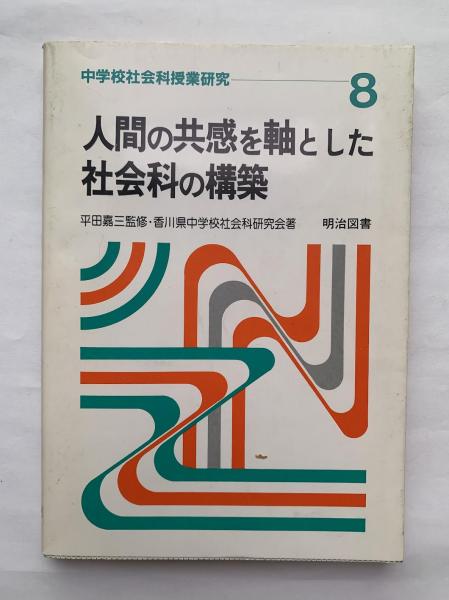 中学校社会科授業研究 8
人間の共感を軸とした
社会科の構築
平田嘉三監修・香川県中学校社会科研究会著 明治図書